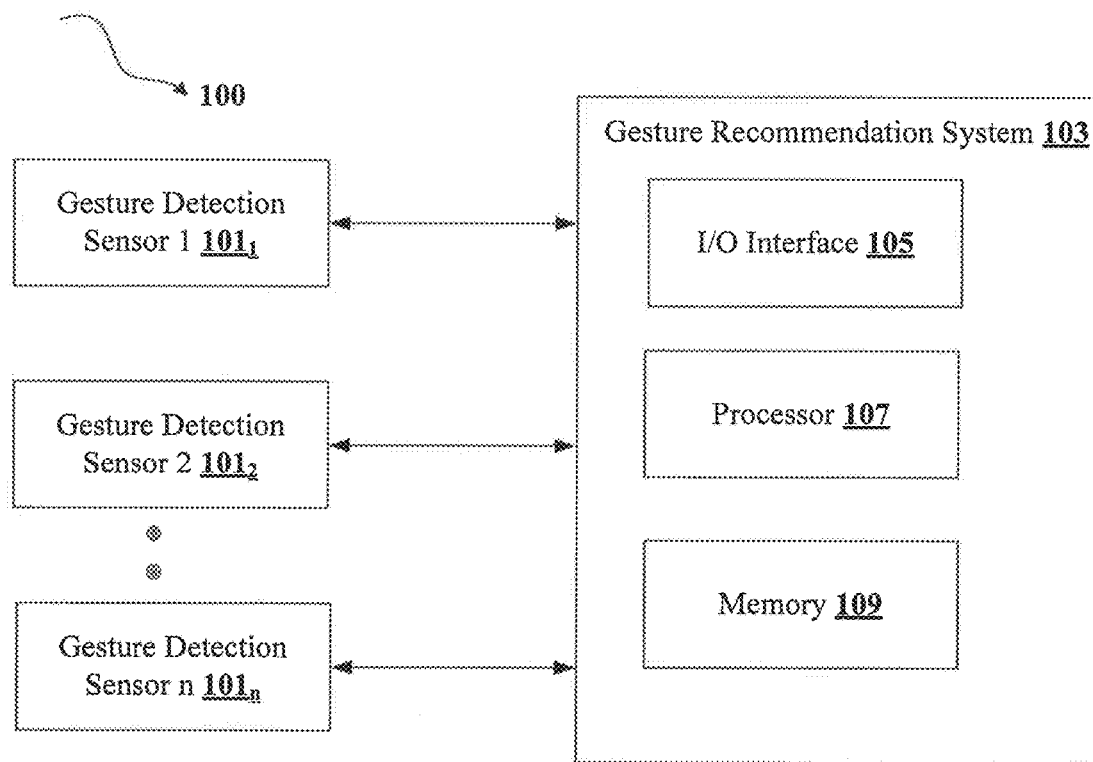 100
Gesture Recommendation System 103
Gesture Detection
Sensor 1 101₁
I/O Interface 105
Gesture Detection
Sensor 2 101₂
Processor 107
Gesture Detection
Sensor n 101ₙ
Memory 109